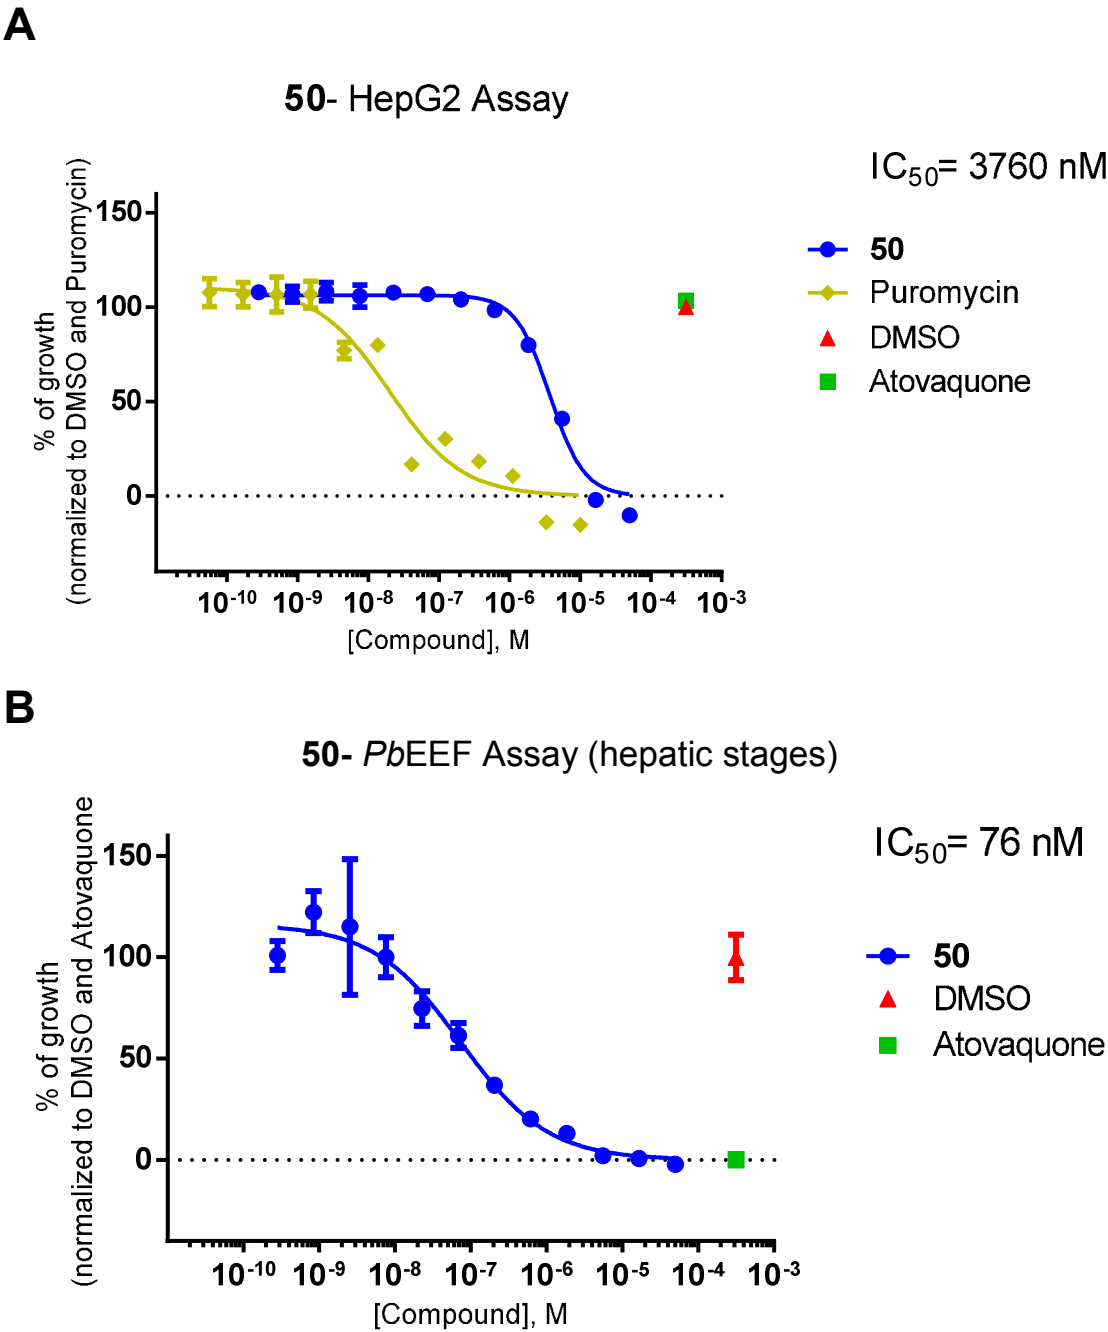 A
50- HepG2 Assay
IC50= 3760 nM
% of growth
(normalized to DMSO and Puromycin)
150
100
50
0
10-10 10-9 10-8 10-7 10-6 10-5 10-4 10-3
[Compound], M
50
Puromycin
DMSO
Atovaquone
B
50- PbEEF Assay (hepatic stages)
IC50= 76 nM
% of growth
(normalized to DMSO and Atovaquone
150
100
50
0
10-10 10-9 10-8 10-7 10-6 10-5 10-4 10-3
[Compound], M
50
DMSO
Atovaquone